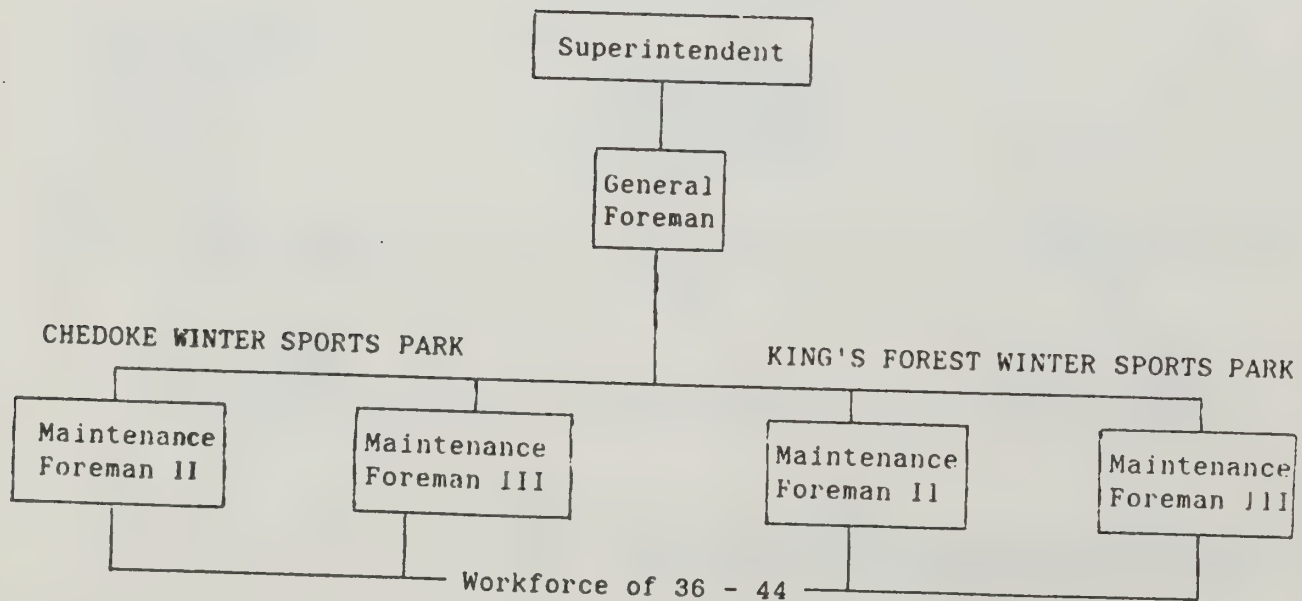 Superintendent
General
Foreman
CHEDOKE WINTER SPORTS PARK
KING'S FOREST WINTER SPORTS PARK
Maintenance
Foreman II
Maintenance
Foreman III
Maintenance
Foreman II
Maintenance
Foreman III
Workforce of 36 - 44